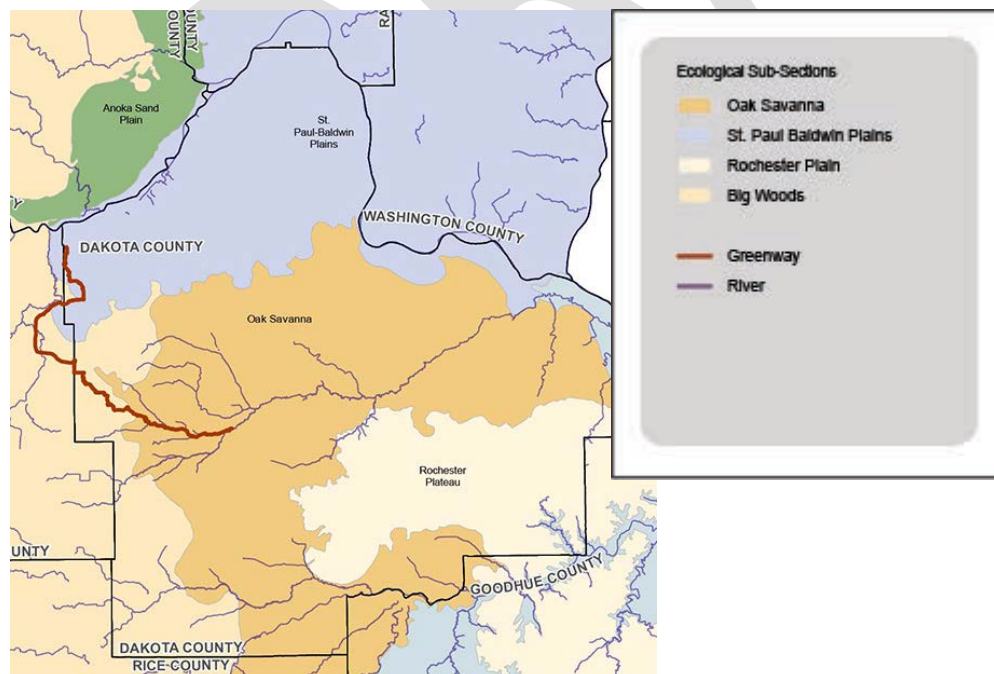 COUNTY
COUNTY
RA
Anoka Sand
Plain
St.
Paul-Baldwin
Plains
WASHINGTON COUNTY
DAKOTA COUNTY
Oak Savanna
Rochester
Plateau
UNTY
GOODHUE COUNTY
DAKOTA COUNTY
RICE COUNTY
Ecological Sub-Sections
Oak Savanna
St. Paul Baldwin Plains
Rochester Plain
Big Woods
Greenway
River